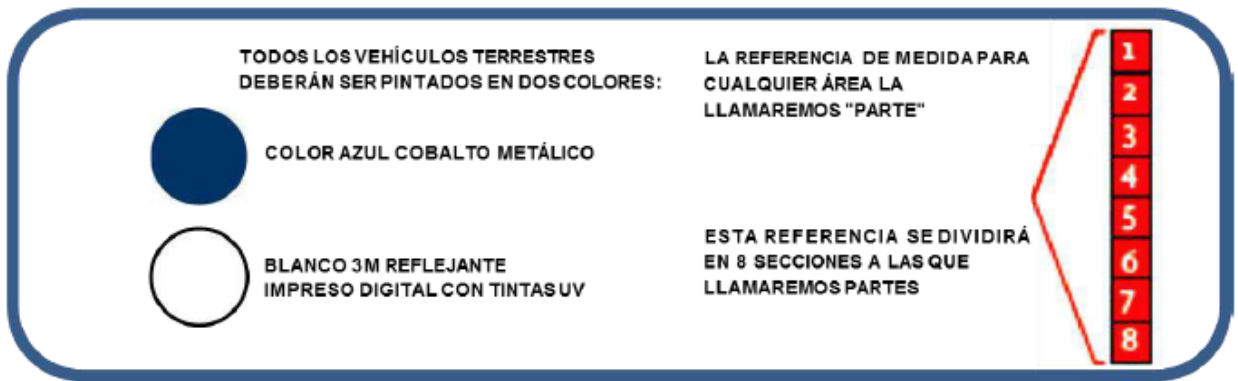 TODOS LOS VEHÍCULOS TERRESTRES
DEBERÁN SER PINTADOS EN DOS COLORES:
COLOR AZUL COBALTO METÁLICO
BLANCO 3M REFLEJANTE
IMPRESO DIGITAL CON TINTAS UV
LA REFERENCIA DE MEDIDA PARA
CUALQUIER ÁREA LA
LLAMAREMOS "PARTE"
ESTA REFERENCIA SE DIVIDIRÁ
EN 8 SECCIONES A LAS QUE
LLAMAREMOS PARTES
1
2
3
4
5
6
7
8